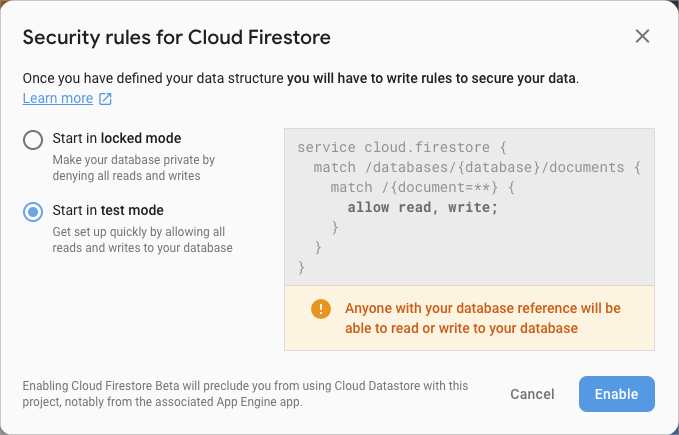 Security rules for Cloud Firestore
Once you have defined your data structure you will have to write rules to secure your data.
Learn more
Start in locked mode
Make your database private by
denying all reads and writes
Start in test mode
Get set up quickly by allowing all
reads and writes to your database
service cloud.firestore {
  match /databases/{database}/documents {
    match /{document=**} {
      allow read, write;
    }
  }
}
Anyone with your database reference will be
able to read or write to your database
Enabling Cloud Firestore Beta will preclude you from using Cloud Datastore with this
project, notably from the associated App Engine app.
Cancel
Enable